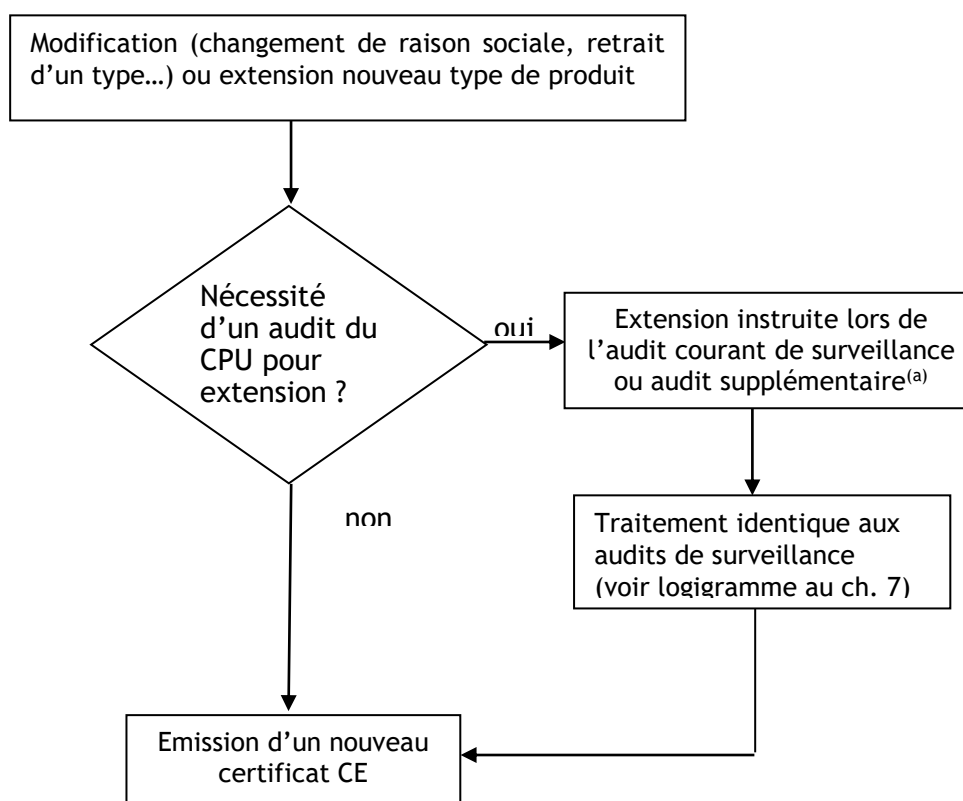 Modification (changement de raison sociale, retrait
d’un type…) ou extension nouveau type de produit
Nécessité
d’un audit du
CPU pour
extension ?
oui
Extension instruite lors de
l’audit courant de surveillance
ou audit supplémentaire(a)
non
Traitement identique aux
audits de surveillance
(voir logigramme au ch. 7)
Emission d’un nouveau
certificat CE